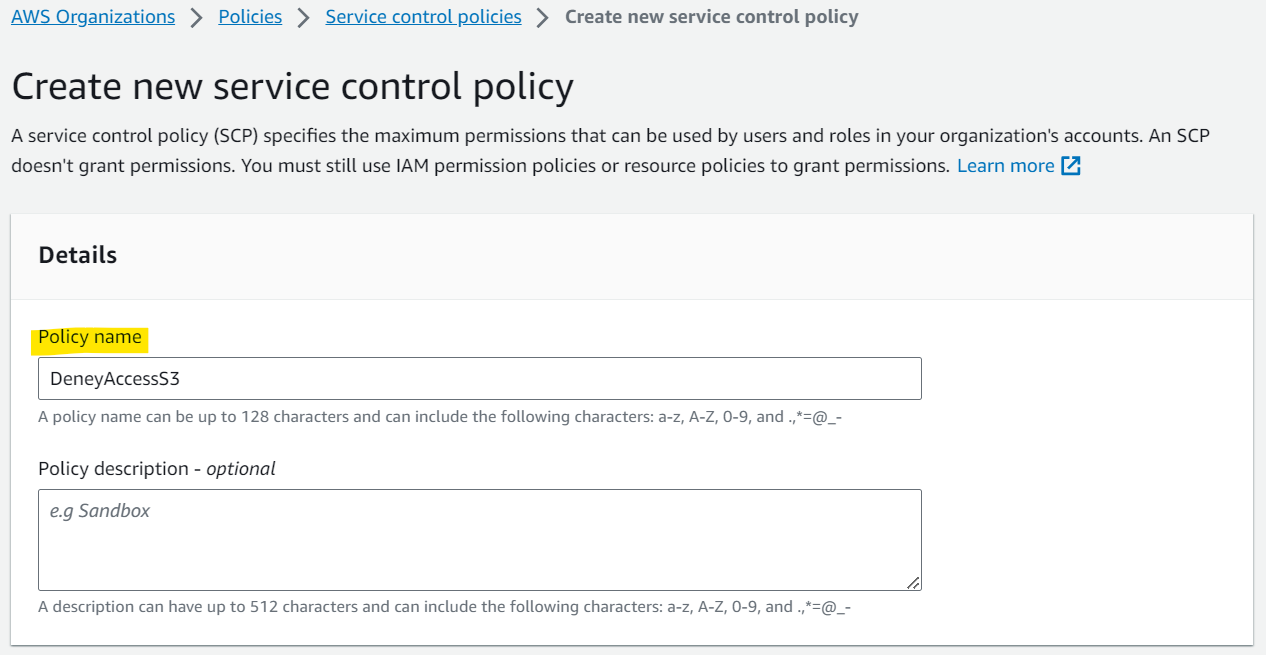 AWS Organizations > Policies > Service control policies > Create new service control policy
Create new service control policy
A service control policy (SCP) specifies the maximum permissions that can be used by users and roles in your organization's accounts. An SCP
doesn't grant permissions. You must still use IAM permission policies or resource policies to grant permissions. Learn more
Details
Policy name
DeneyAccessS3
A policy name can be up to 128 characters and can include the following characters: a-z, A-Z, 0-9, and .,*=@_-
Policy description - optional
e.g Sandbox
A description can have up to 512 characters and can include the following characters: a-z, A-Z, 0-9, and .,*=@_-